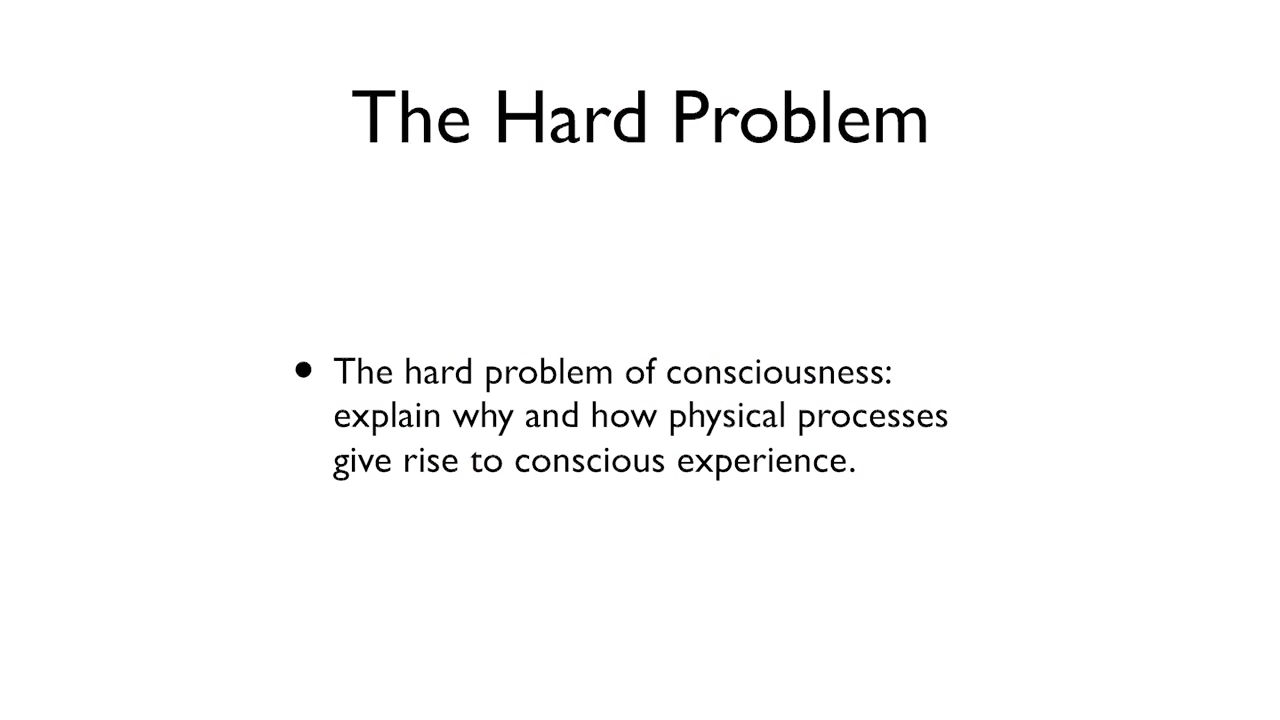 The Hard Problem
• The hard problem of consciousness:
explain why and how physical processes
give rise to conscious experience.